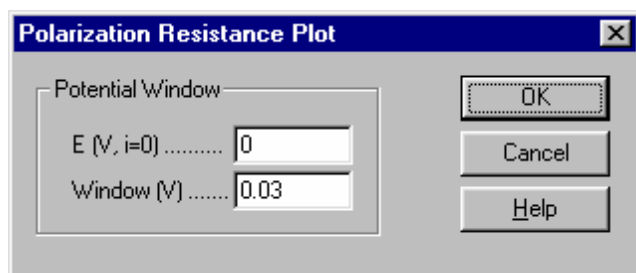 Polarization Resistance Plot
Potential Window
E (V, i=0) .......... 0
Window (V) ....... 0.03
OK
Cancel
Help